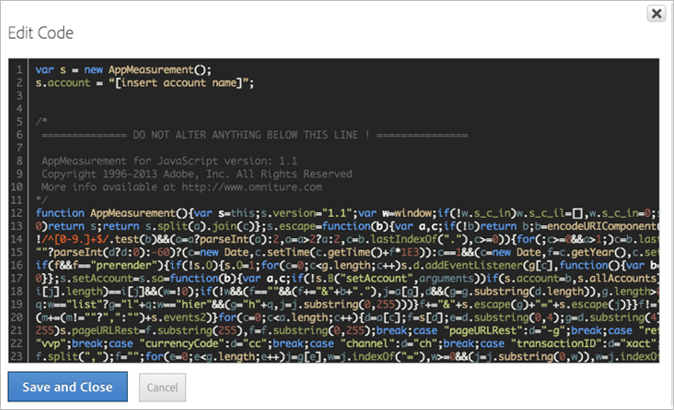 Edit Code
1 var s = new AppMeasurement();
2 s.account = “[insert account name]”;
3
4
5 /*
6 ============== DO NOT ALTER ANYTHING BELOW THIS LINE ! ===============
7
8 AppMeasurement for JavaScript version: 1.1
9 Copyright 1996-2013 Adobe, Inc. All Rights Reserved
10 More info available at http://www.omniture.com
11 */
12 function AppMeasurement(){var s=this;s.version="1.1";var w=window;if(!w.s_c_in)w.s_c_il=[],w.s_c_in=0;s
13 0)return s;return s.split(a).join(c)};s.escape=function(b){var a,c;if(!b)return b;b=encodeURIComponent
14 !/^[0-9.]+$/.test(b)&&(a=a?parseInt(a):2,a=a>2?a:2,c=b.lastIndexOf("."),c>=0)){for(;c>=0&&a>1;)c=b.last
15 ""?parseInt(d?d:0):-60)?(c=new Date,c.setTime(c.getTime()+f*1E3)):c==1&&(c=new Date,f=c.getYear(),c.set
16 if(f&&f=="prerender"){if(!s.O){s.O=1;for(c=0;c<g.length;c++)s.d.addEventListener(g[c],function(){var b=
17 0}};s.setAccount=s.sa=function(b){var a,c;if(!s.B("setAccount",arguments))if(s.account=b,s.allAccounts)
18 i[j].length)==i[j]&&(w=!0);if(!w&&(f==""&&(f+="&"+b+"."),j=g[a],d&&(j=g.substring(d.length)),g.length>
19 q:w=="list"?g="l"+q:w=="hier"&&(g="h"+q,j=j.substring(0,255)))}f+="&"+s.escape(g)+"="+s.escape(j)}}f!=
20 (m+=(m!=""?",":"")+s.events2)}for(c=0;c<a.length;c++){d=a[c];f=s[d];e=d.substring(0,4);g=d.substring(4)
21 255)s.pageURLRest=f.substring(255),f=f.substring(0,255);break;case "pageURLRest":d="-g";break;case "ref
22 "vvp";break;case "currencyCode":d="cc";break;case "channel":d="ch";break;case "transactionID":d="xact";
23 f.split(",");f="";for(e=0;e<g.length;e++)j=g[e],w=j.indexOf("="),w>=0&&(j=j.substring(0,w)),w=j.indexOf
Save and Close
Cancel